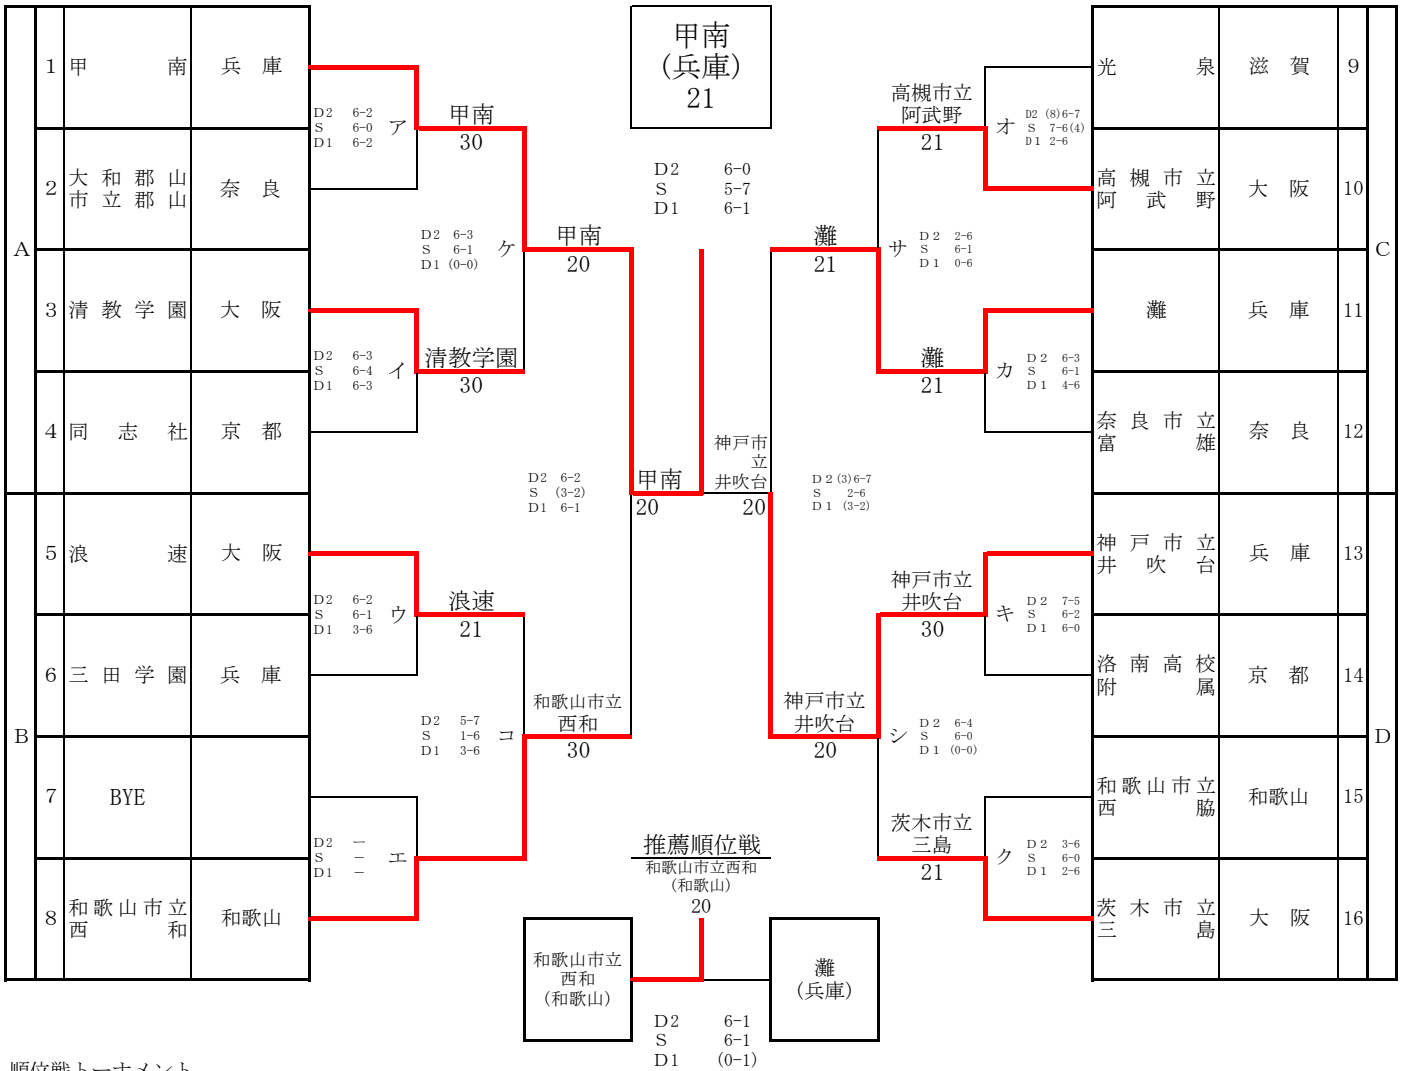 A
1 甲南 兵庫
2 大和郡山市立郡山 奈良
3 清教学園 大阪
4 同志社 京都
B
5 浪速 大阪
6 三田学園 兵庫
7 BYE
8 和歌山市立西和 和歌山
D2 6-2
S 6-0
D1 6-2
ア
甲南
30
D2 6-3
S 6-4
D1 6-3
イ
清教学園
30
D2 6-2
S 6-1
D1 3-6
ウ
浪速
21
D2 －
S －
D1 －
エ
D2 6-3
S 6-1
D1 (0-0)
ケ
甲南
20
D2 5-7
S 1-6
D1 3-6
コ
和歌山市立
西和
30
D2 6-2
S (3-2)
D1 6-1
甲南
20
甲南
(兵庫)
21
D2 6-0
S 5-7
D1 6-1
神戸市
立
井吹台
20
D2 (3)6-7
S 2-6
D1 (3-2)
灘
21
サ
D2 2-6
S 6-1
D1 0-6
神戸市立
井吹台
20
シ
D2 6-4
S 6-0
D1 (0-0)
高槻市立
阿武野
21
オ
D2 (8)6-7
S 7-6(4)
D1 2-6
灘
21
カ
D2 6-3
S 6-1
D1 4-6
神戸市立
井吹台
30
キ
D2 7-5
S 6-2
D1 6-0
茨木市立
三島
21
ク
D2 3-6
S 6-0
D1 2-6
光泉 滋賀 9
高槻市立阿武野 大阪 10
灘 兵庫 11
奈良市立富雄 奈良 12
C
神戸市立井吹台 兵庫 13
洛南高校附属 京都 14
和歌山市立西脇 和歌山 15
茨木市立三島 大阪 16
D
推薦順位戦
和歌山市立西和
(和歌山)
20
和歌山市立
西和
(和歌山)
灘
(兵庫)
D2 6-1
S 6-1
D1 (0-1)
順位戦トーナメント